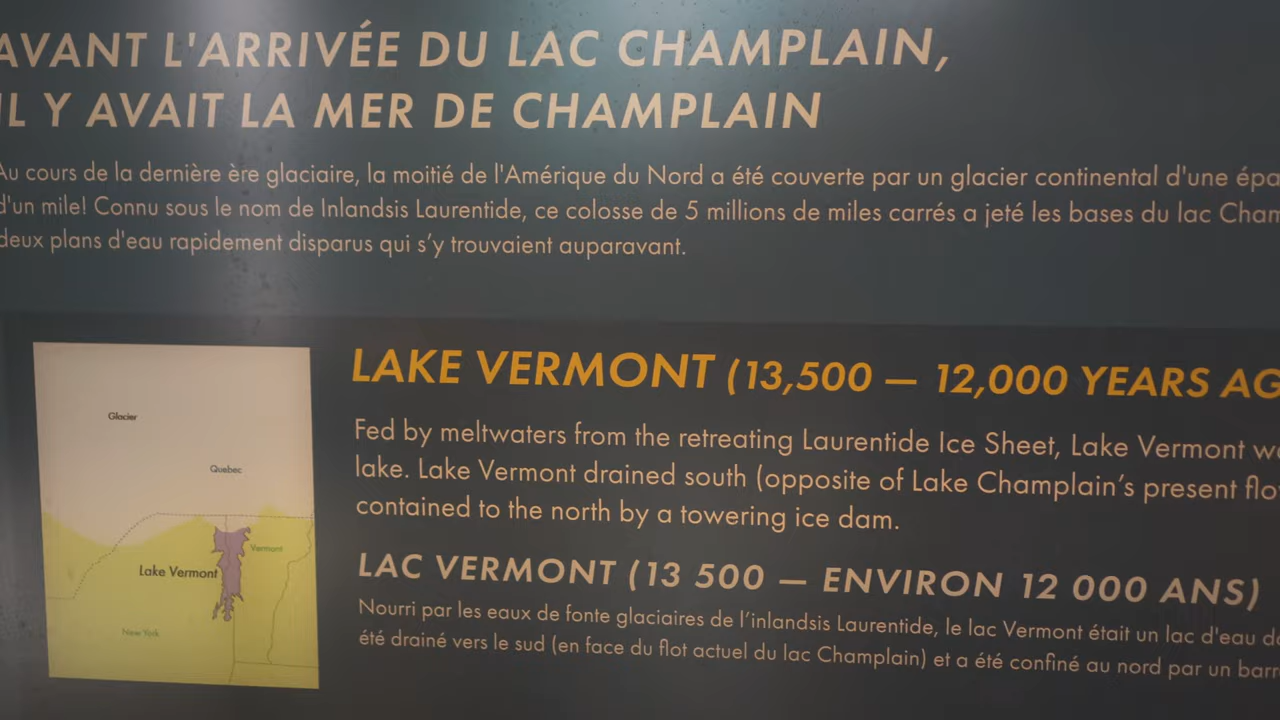 AVANT L'ARRIVÉE DU LAC CHAMPLAIN,
IL Y AVAIT LA MER DE CHAMPLAIN
Au cours de la dernière ère glaciaire, la moitié de l'Amérique du Nord a été couverte par un glacier continental d'une épa
d'un mile! Connu sous le nom de Inlandsis Laurentide, ce colosse de 5 millions de miles carrés a jeté les bases du lac Cham
deux plans d'eau rapidement disparus qui s'y trouvaient auparavant.
Glacier
Quebec
Vermont
Lake Vermont
New York
LAKE VERMONT (13,500 — 12,000 YEARS AG
Fed by meltwaters from the retreating Laurentide Ice Sheet, Lake Vermont
lake. Lake Vermont drained south (opposite of Lake Champlain's present flo
contained to the north by a towering ice dam.
LAC VERMONT (13 500 — ENVIRON 12 000 ANS)
Nourri par les eaux de fonte glaciaires de l'inlandsis Laurentide, le lac Vermont était un lac d'eau do
été drainé vers le sud (en face du flot actuel du lac Champlain) et a été confiné au nord par un barr